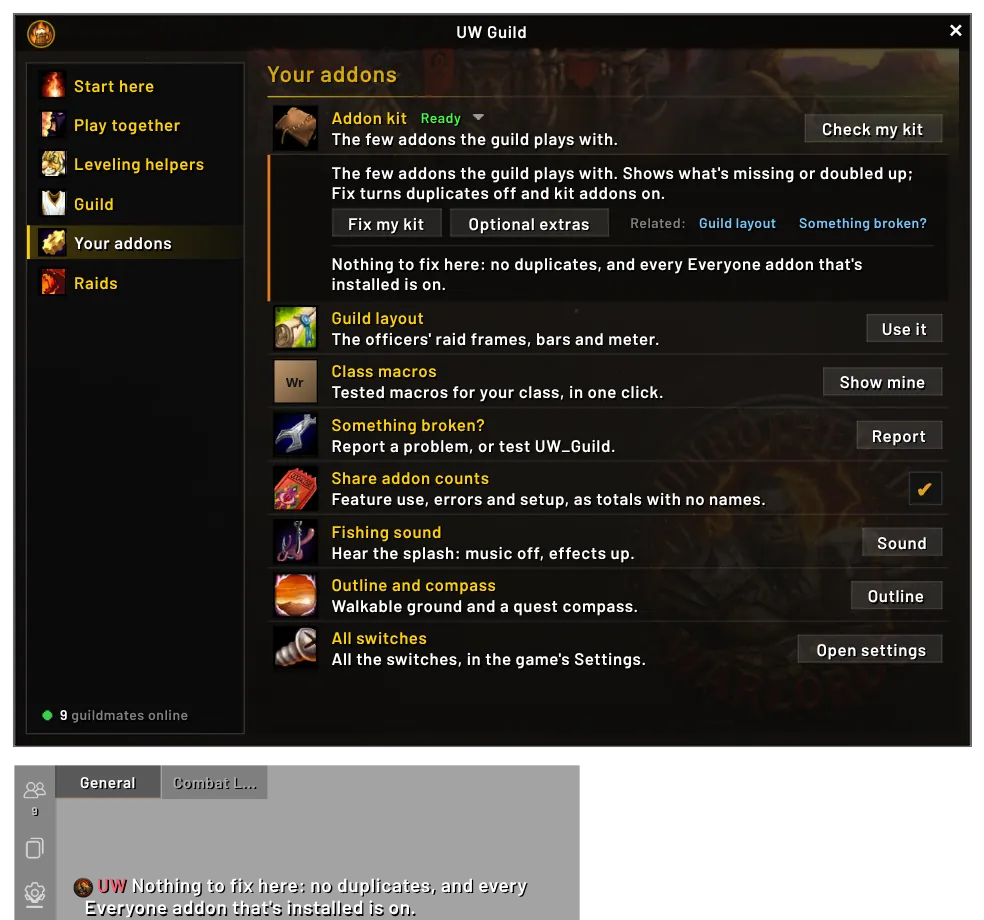 UW Guild
Start here
Play together
Leveling helpers
Guild
Your addons
Raids
9 guildmates online
Your addons
Addon kit Ready
The few addons the guild plays with.
Check my kit
The few addons the guild plays with. Shows what's missing or doubled up;
Fix turns duplicates off and kit addons on.
Fix my kit Optional extras Related: Guild layout Something broken?
Nothing to fix here: no duplicates, and every Everyone addon that's
installed is on.
Guild layout
The officers' raid frames, bars and meter.
Use it
Wr
Class macros
Tested macros for your class, in one click.
Show mine
Something broken?
Report a problem, or test UW_Guild.
Report
Share addon counts
Feature use, errors and setup, as totals with no names.
Fishing sound
Hear the splash: music off, effects up.
Sound
Outline and compass
Walkable ground and a quest compass.
Outline
All switches
All the switches, in the game's Settings.
Open settings
General Combat L...
9
UW Nothing to fix here: no duplicates, and every
Everyone addon that's installed is on.